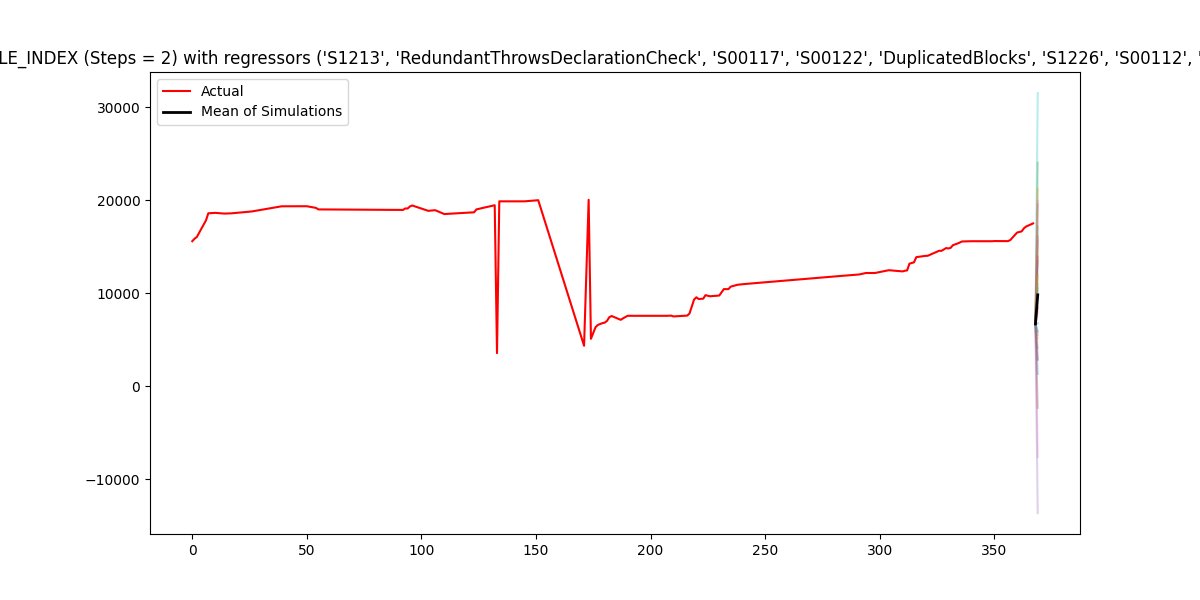 LE_INDEX (Steps = 2) with regressors ('S1213', 'RedundantThrowsDeclarationCheck', 'S00117', 'S00122', 'DuplicatedBlocks', 'S1226', 'S00112', '
Actual
Mean of Simulations
30000
20000
10000
0
−10000
0 50 100 150 200 250 300 350